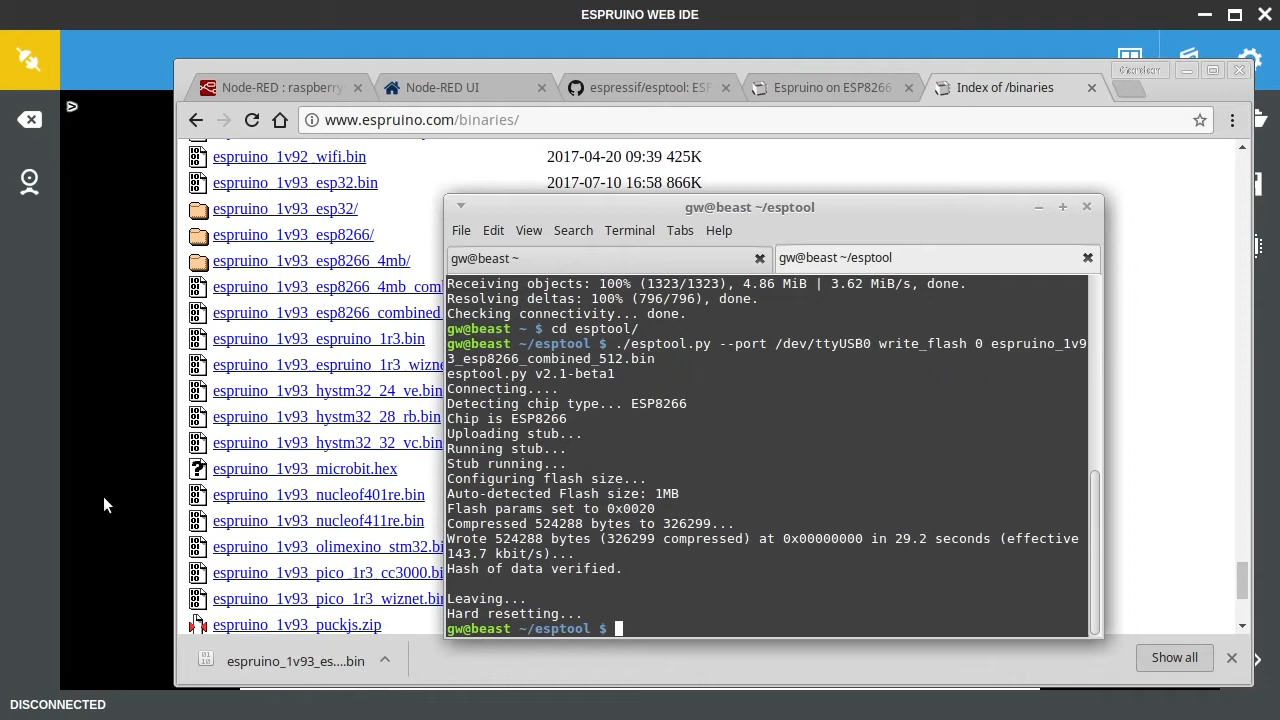 ESPRUINO WEB IDE
Node-RED : raspberry
Node-RED UI
espressif/esptool: ESF
Espruino on ESP8266
Index of /binaries
www.espruino.com/binaries/
>
espruino_1v92_wifi.bin 2017-04-20 09:39 425K
espruino_1v93_esp32.bin 2017-07-10 16:58 866K
espruino_1v93_esp32/
espruino_1v93_esp8266/
espruino_1v93_esp8266_4mb/
espruino_1v93_esp8266_4mb_com
espruino_1v93_esp8266_combined
espruino_1v93_espruino_1r3.bin
espruino_1v93_espruino_1r3_wizne
espruino_1v93_hystm32_24_ve.bin
espruino_1v93_hystm32_28_rb.bin
espruino_1v93_hystm32_32_vc.bin
espruino_1v93_microbit.hex
espruino_1v93_nucleof401re.bin
espruino_1v93_nucleof411re.bin
espruino_1v93_olimexino_stm32.bi
espruino_1v93_pico_1r3_cc3000.bi
espruino_1v93_pico_1r3_wiznet.bin
espruino_1v93_puckjs.zip
gw@beast ~/esptool
File Edit View Search Terminal Tabs Help
gw@beast ~
gw@beast ~/esptool
Receiving objects: 100% (1323/1323), 4.86 MiB | 3.62 MiB/s, done.
Resolving deltas: 100% (796/796), done.
Checking connectivity... done.
gw@beast ~ $ cd esptool/
gw@beast ~/esptool $ ./esptool.py --port /dev/ttyUSB0 write_flash 0 espruino_1v9
3_esp8266_combined_512.bin
esptool.py v2.1-beta1
Connecting....
Detecting chip type... ESP8266
Chip is ESP8266
Uploading stub...
Running stub...
Stub running...
Configuring flash size...
Auto-detected Flash size: 1MB
Flash params set to 0x0020
Compressed 524288 bytes to 326299...
Wrote 524288 bytes (326299 compressed) at 0x00000000 in 29.2 seconds (effective
143.7 kbit/s)...
Hash of data verified.
Leaving...
Hard resetting...
gw@beast ~/esptool $
espruino_1v93_es....bin
Show all
DISCONNECTED